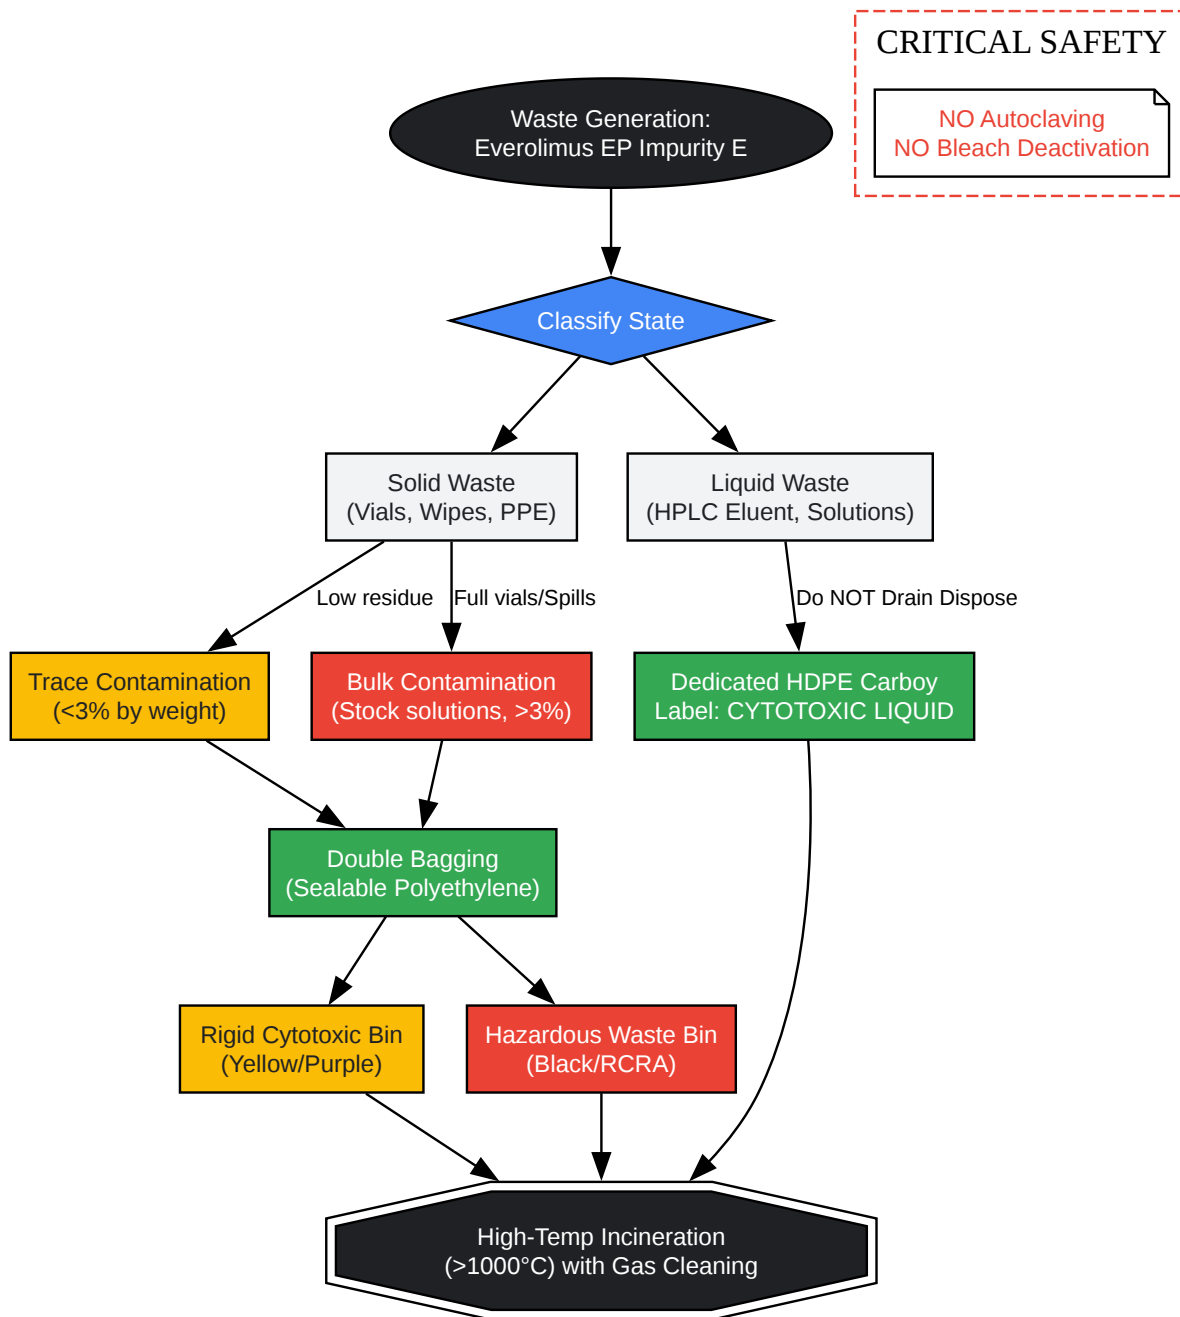 CRITICAL SAFETY
NO Autoclaving
NO Bleach Deactivation
Waste Generation:
Everolimus EP Impurity E
Classify State
Solid Waste
(Vials, Wipes, PPE)
Liquid Waste
(HPLC Eluent, Solutions)
Low residue
Full vials/Spills
Do NOT Drain Dispose
Trace Contamination
(<3% by weight)
Bulk Contamination
(Stock solutions, >3%)
Dedicated HDPE Carboy
Label: CYTOTOXIC LIQUID
Double Bagging
(Sealable Polyethylene)
Rigid Cytotoxic Bin
(Yellow/Purple)
Hazardous Waste Bin
(Black/RCRA)
High-Temp Incineration
(>1000°C) with Gas Cleaning